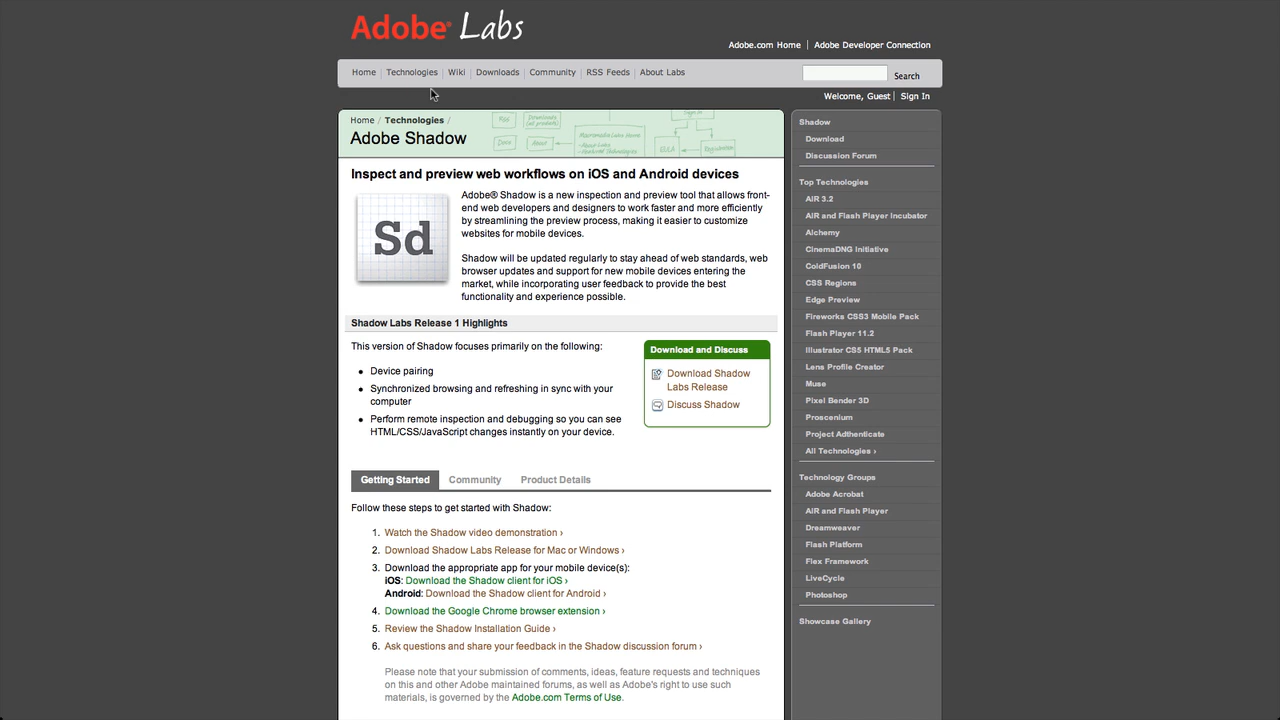 Adobe® Labs
Adobe.com Home | Adobe Developer Connection
Home | Technologies | Wiki | Downloads | Community | RSS Feeds | About Labs
Search
Welcome, Guest | Sign In
Home / Technologies /
Adobe Shadow
Inspect and preview web workflows on iOS and Android devices
Sd
Adobe® Shadow is a new inspection and preview tool that allows front-
end web developers and designers to work faster and more efficiently
by streamlining the preview process, making it easier to customize
websites for mobile devices.
Shadow will be updated regularly to stay ahead of web standards, web
browser updates and support for new mobile devices entering the
market, while incorporating user feedback to provide the best
functionality and experience possible.
Shadow Labs Release 1 Highlights
This version of Shadow focuses primarily on the following:
• Device pairing
• Synchronized browsing and refreshing in sync with your
computer
• Perform remote inspection and debugging so you can see
HTML/CSS/JavaScript changes instantly on your device.
Download and Discuss
Download Shadow
Labs Release
Discuss Shadow
Getting Started
Community
Product Details
Follow these steps to get started with Shadow:
1. Watch the Shadow video demonstration ›
2. Download Shadow Labs Release for Mac or Windows ›
3. Download the appropriate app for your mobile device(s):
iOS: Download the Shadow client for iOS ›
Android: Download the Shadow client for Android ›
4. Download the Google Chrome browser extension ›
5. Review the Shadow Installation Guide ›
6. Ask questions and share your feedback in the Shadow discussion forum ›
Please note that your submission of comments, ideas, feature requests and techniques
on this and other Adobe maintained forums, as well as Adobe's right to use such
materials, is governed by the Adobe.com Terms of Use.
Shadow
Download
Discussion Forum
Top Technologies
AIR 3.2
AIR and Flash Player Incubator
Alchemy
CinemaDNG Initiative
ColdFusion 10
CSS Regions
Edge Preview
Fireworks CSS3 Mobile Pack
Flash Player 11.2
Illustrator CS5 HTML5 Pack
Lens Profile Creator
Muse
Pixel Bender 3D
Proscenium
Project Adthenticate
All Technologies ›
Technology Groups
Adobe Acrobat
AIR and Flash Player
Dreamweaver
Flash Platform
Flex Framework
LiveCycle
Photoshop
Showcase Gallery